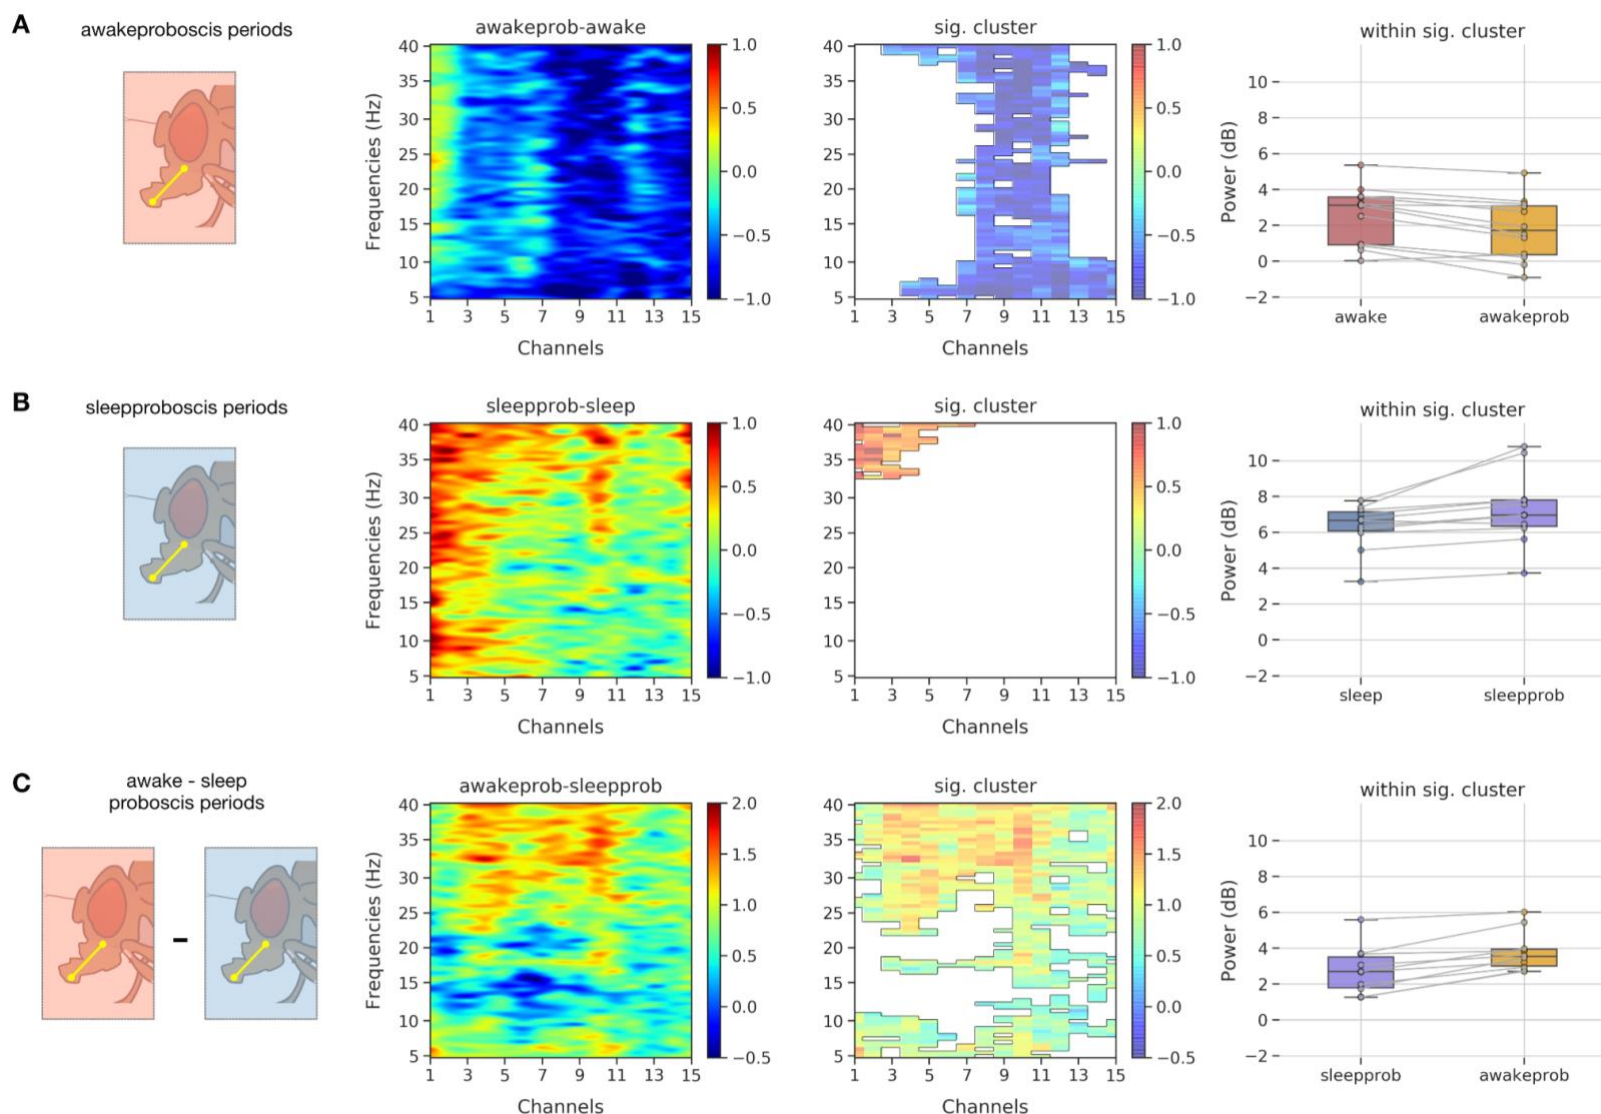 A
awakeproboscis periods
awakeprob-awake
40
35
30
25
20
15
10
5
Frequencies (Hz)
1 3 5 7 9 11 13 15
Channels
1.0
0.5
0.0
−0.5
−1.0
sig. cluster
40
35
30
25
20
15
10
5
1 3 5 7 9 11 13 15
Channels
1.0
0.5
0.0
−0.5
−1.0
within sig. cluster
Power (dB)
10
8
6
4
2
0
−2
awake awakeprob
B
sleepproboscis periods
sleepprob-sleep
40
35
30
25
20
15
10
5
Frequencies (Hz)
1 3 5 7 9 11 13 15
Channels
1.0
0.5
0.0
−0.5
−1.0
sig. cluster
40
35
30
25
20
15
10
5
1 3 5 7 9 11 13 15
Channels
1.0
0.5
0.0
−0.5
−1.0
within sig. cluster
Power (dB)
10
8
6
4
2
0
−2
sleep sleepprob
C
awake - sleep
proboscis periods
-
awakeprob-sleepprob
40
35
30
25
20
15
10
5
Frequencies (Hz)
1 3 5 7 9 11 13 15
Channels
2.0
1.5
1.0
0.5
0.0
−0.5
sig. cluster
40
35
30
25
20
15
10
5
1 3 5 7 9 11 13 15
Channels
2.0
1.5
1.0
0.5
0.0
−0.5
within sig. cluster
Power (dB)
10
8
6
4
2
0
−2
sleepprob awakeprob